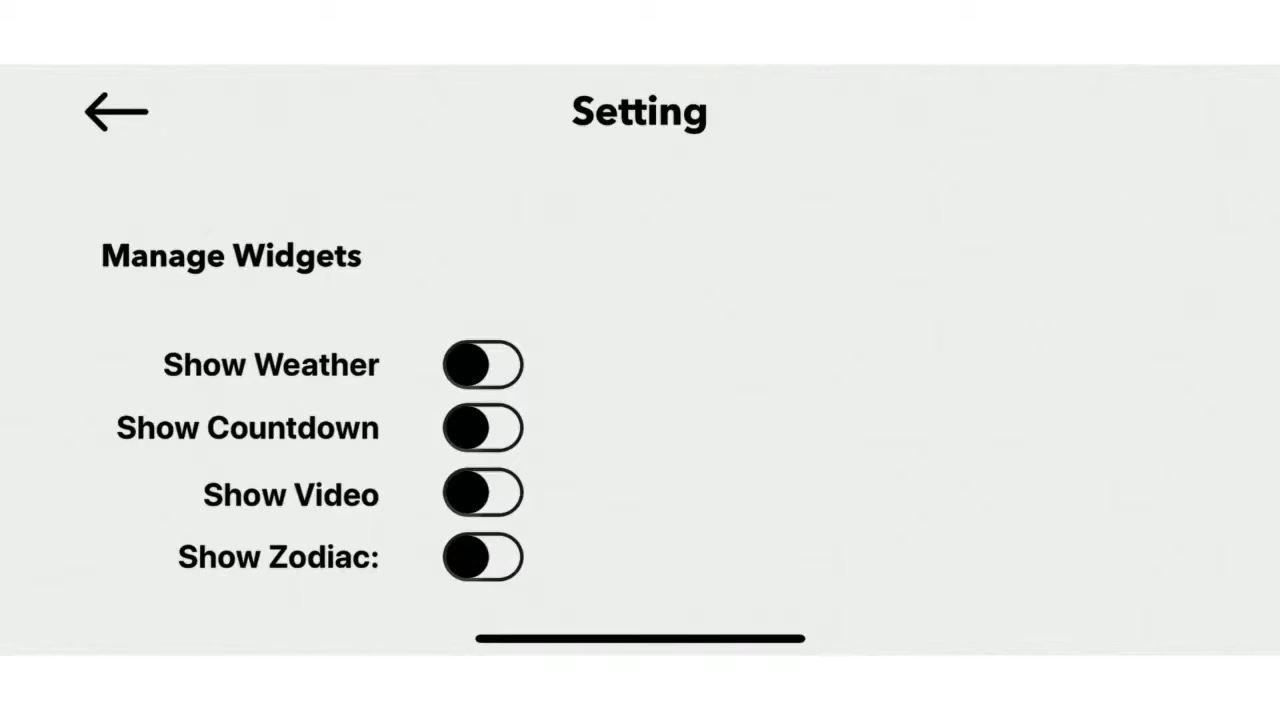 Setting
Manage Widgets
Show Weather
Show Countdown
Show Video
Show Zodiac: